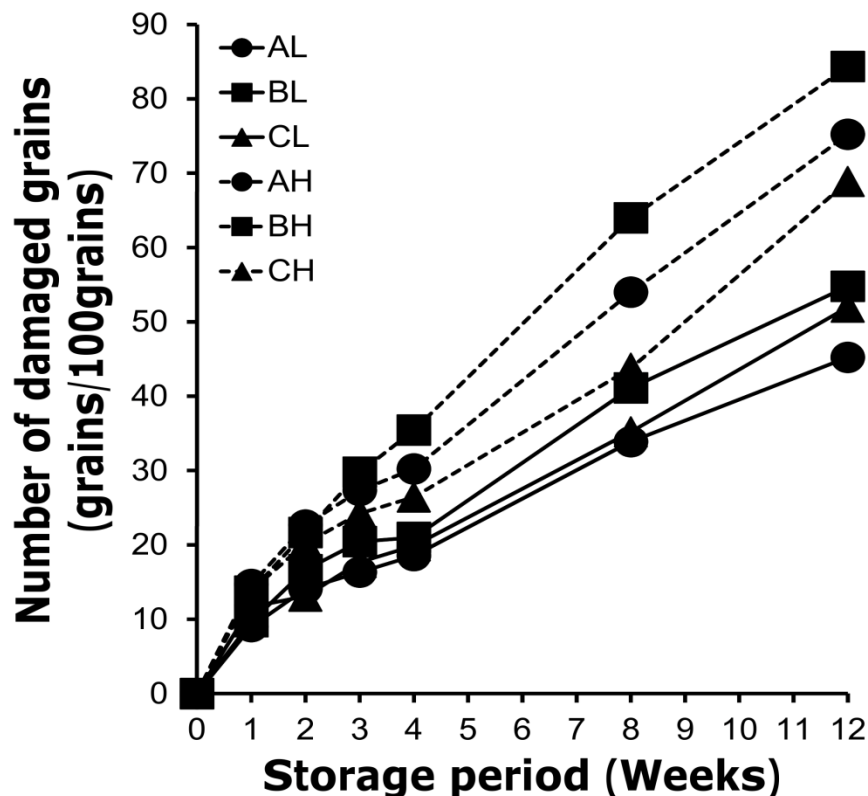 Number of damaged grains
(grains/100grains)
90
80
70
60
50
40
30
20
10
0
AL
BL
CL
AH
BH
CH
0 1 2 3 4 5 6 7 8 9 10 11 12
Storage period (Weeks)